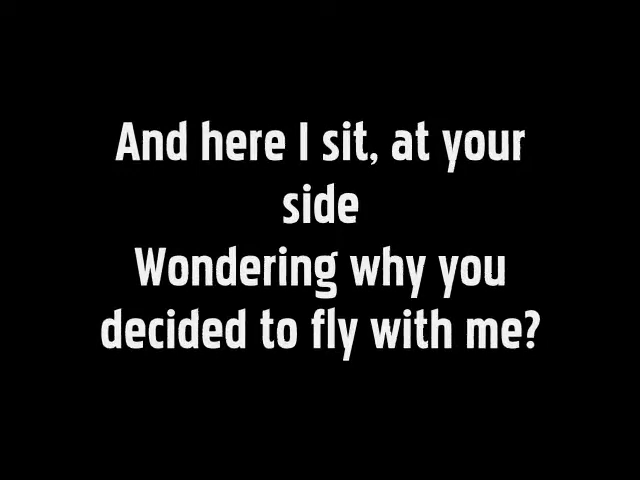 And here I sit, at your
side
Wondering why you
decided to fly with me?